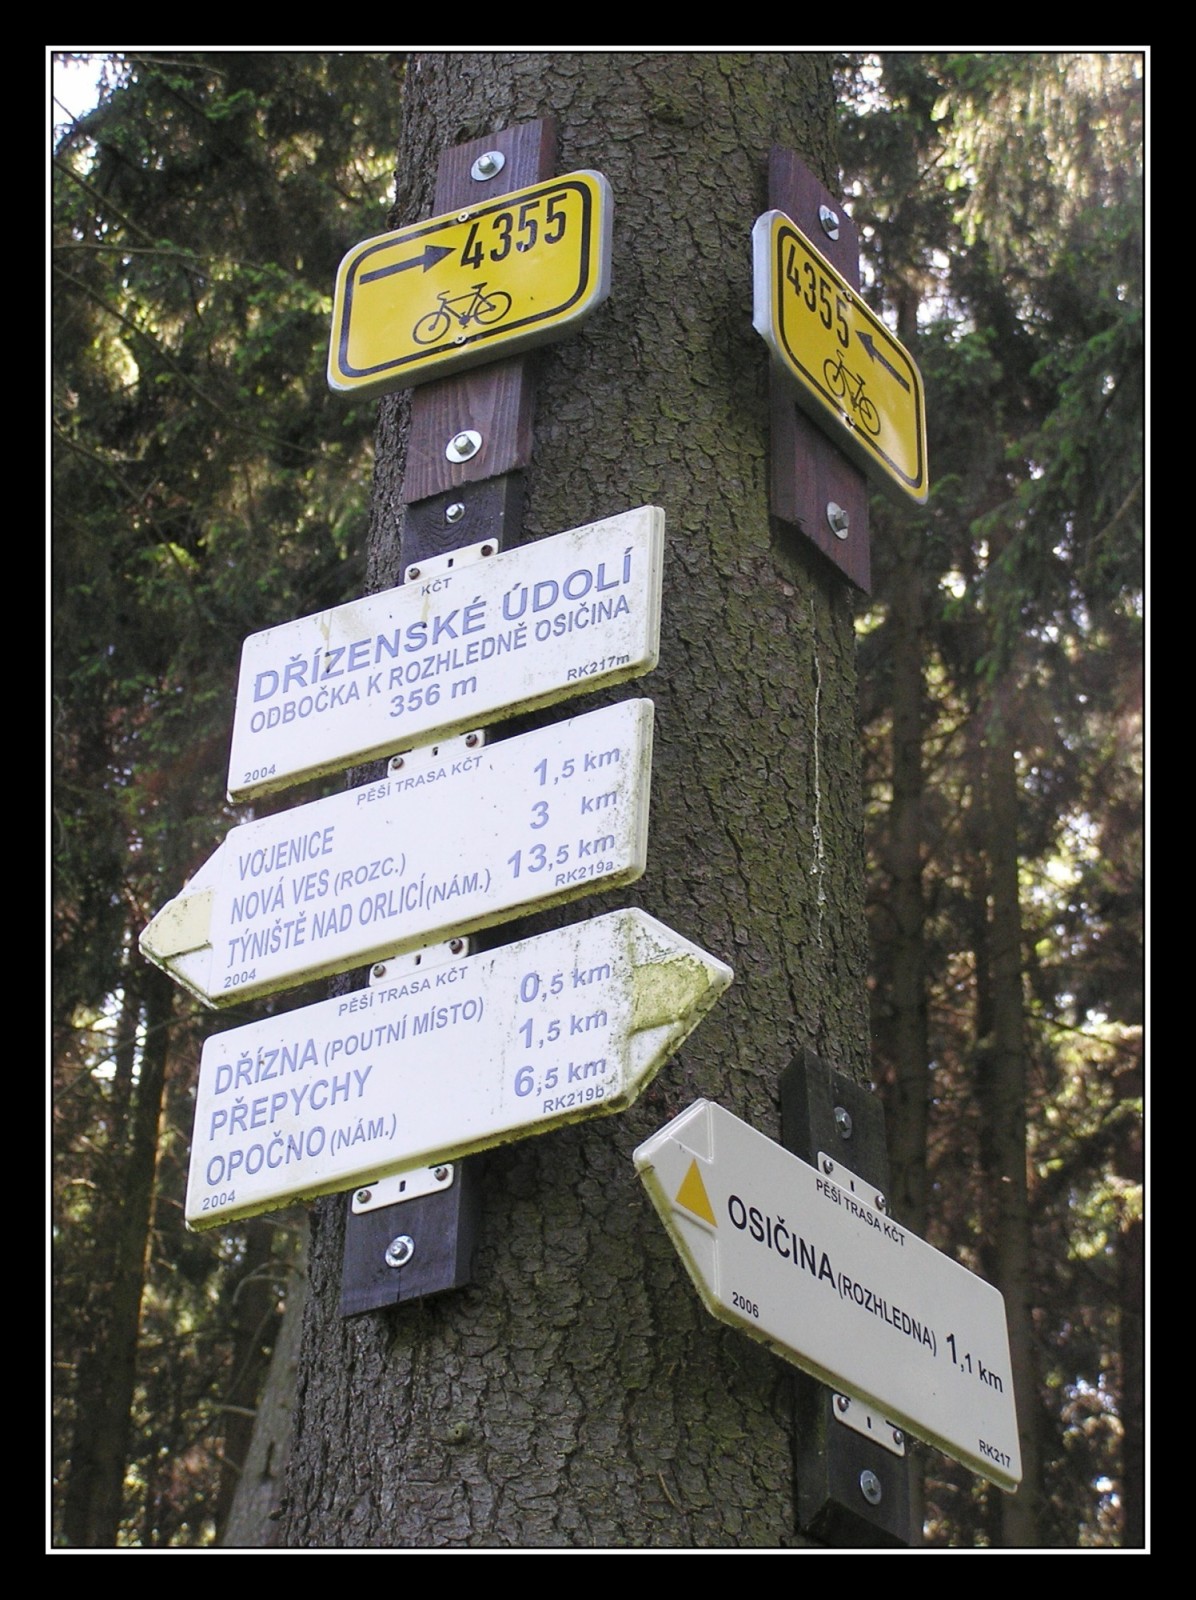 4355
4355
KČT
DŘÍZENSKÉ ÚDOLÍ
ODBOČKA K ROZHLEDNĚ OSIČINA
356 m
2004 RK217m
PĚŠÍ TRASA KČT
VOJENICE 1,5 km
NOVÁ VES (ROZC.) 3 km
TÝNIŠTĚ NAD ORLICÍ (NÁM.) 13,5 km
2004 RK219a
PĚŠÍ TRASA KČT
DŘÍZNA (POUTNÍ MÍSTO) 0,5 km
PŘEPYCHY 1,5 km
OPOČNO (NÁM.) 6,5 km
2004 RK219b
PĚŠÍ TRASA KČT
OSIČINA (ROZHLEDNA) 1,1 km
2006 RK217